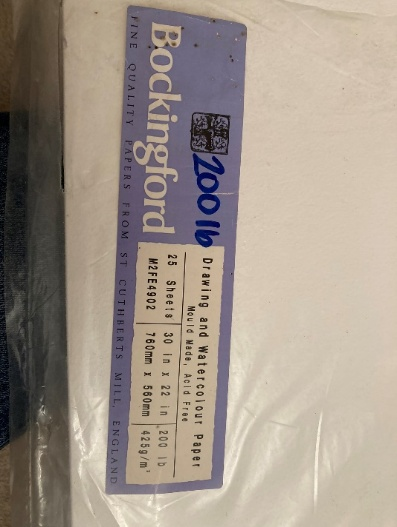 Bockingford
FINE QUALITY PAPERS FROM ST CUTHBERTS MILL, ENGLAND
200 lb
Drawing and Watercolour Paper
Mould Made, Acid Free
25 Sheets 30 in x 22 in 200 lb
M2FE4902 760mm x 560mm 425g/m²